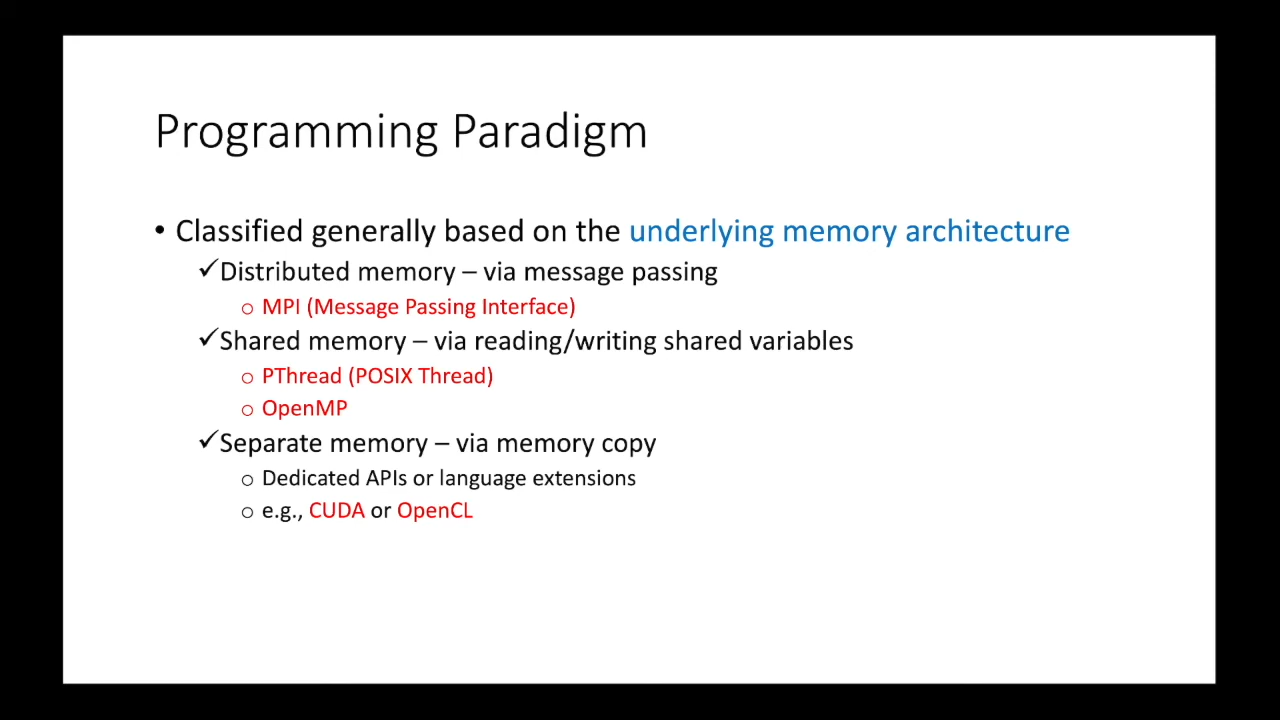 Programming Paradigm
• Classified generally based on the underlying memory architecture
✓Distributed memory – via message passing
o MPI (Message Passing Interface)
✓Shared memory – via reading/writing shared variables
o PThread (POSIX Thread)
o OpenMP
✓Separate memory – via memory copy
o Dedicated APIs or language extensions
o e.g., CUDA or OpenCL